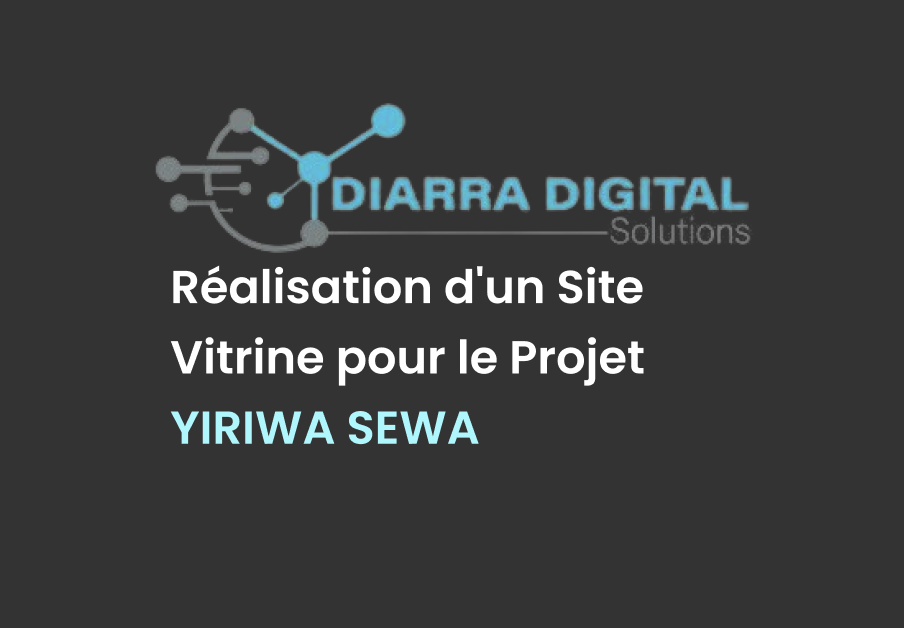 DIARRA DIGITAL
Solutions
Réalisation d'un Site
Vitrine pour le Projet
YIRIWA SEWA